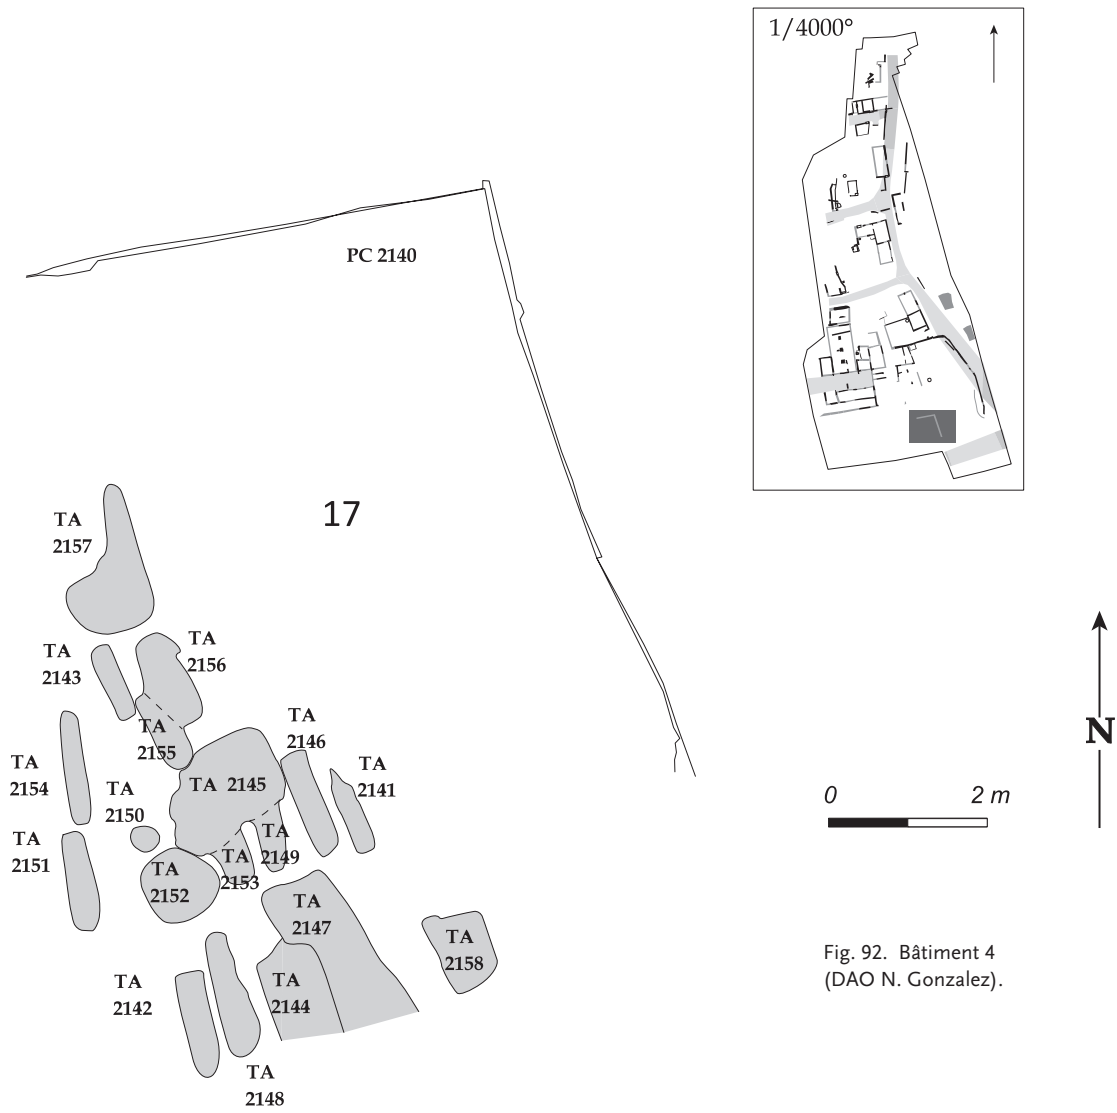 1/4000°
PC 2140
17
TA
2157
TA
2143
TA
2156
TA
2155
TA
2146
TA
2154
TA 2145
TA
2141
TA
2150
TA
2151
TA
2149
TA
2153
TA
2152
TA
2147
TA
2158
TA
2142
TA
2144
TA
2148
0 2 m
N
Fig. 92. Bâtiment 4
(DAO N. Gonzalez).